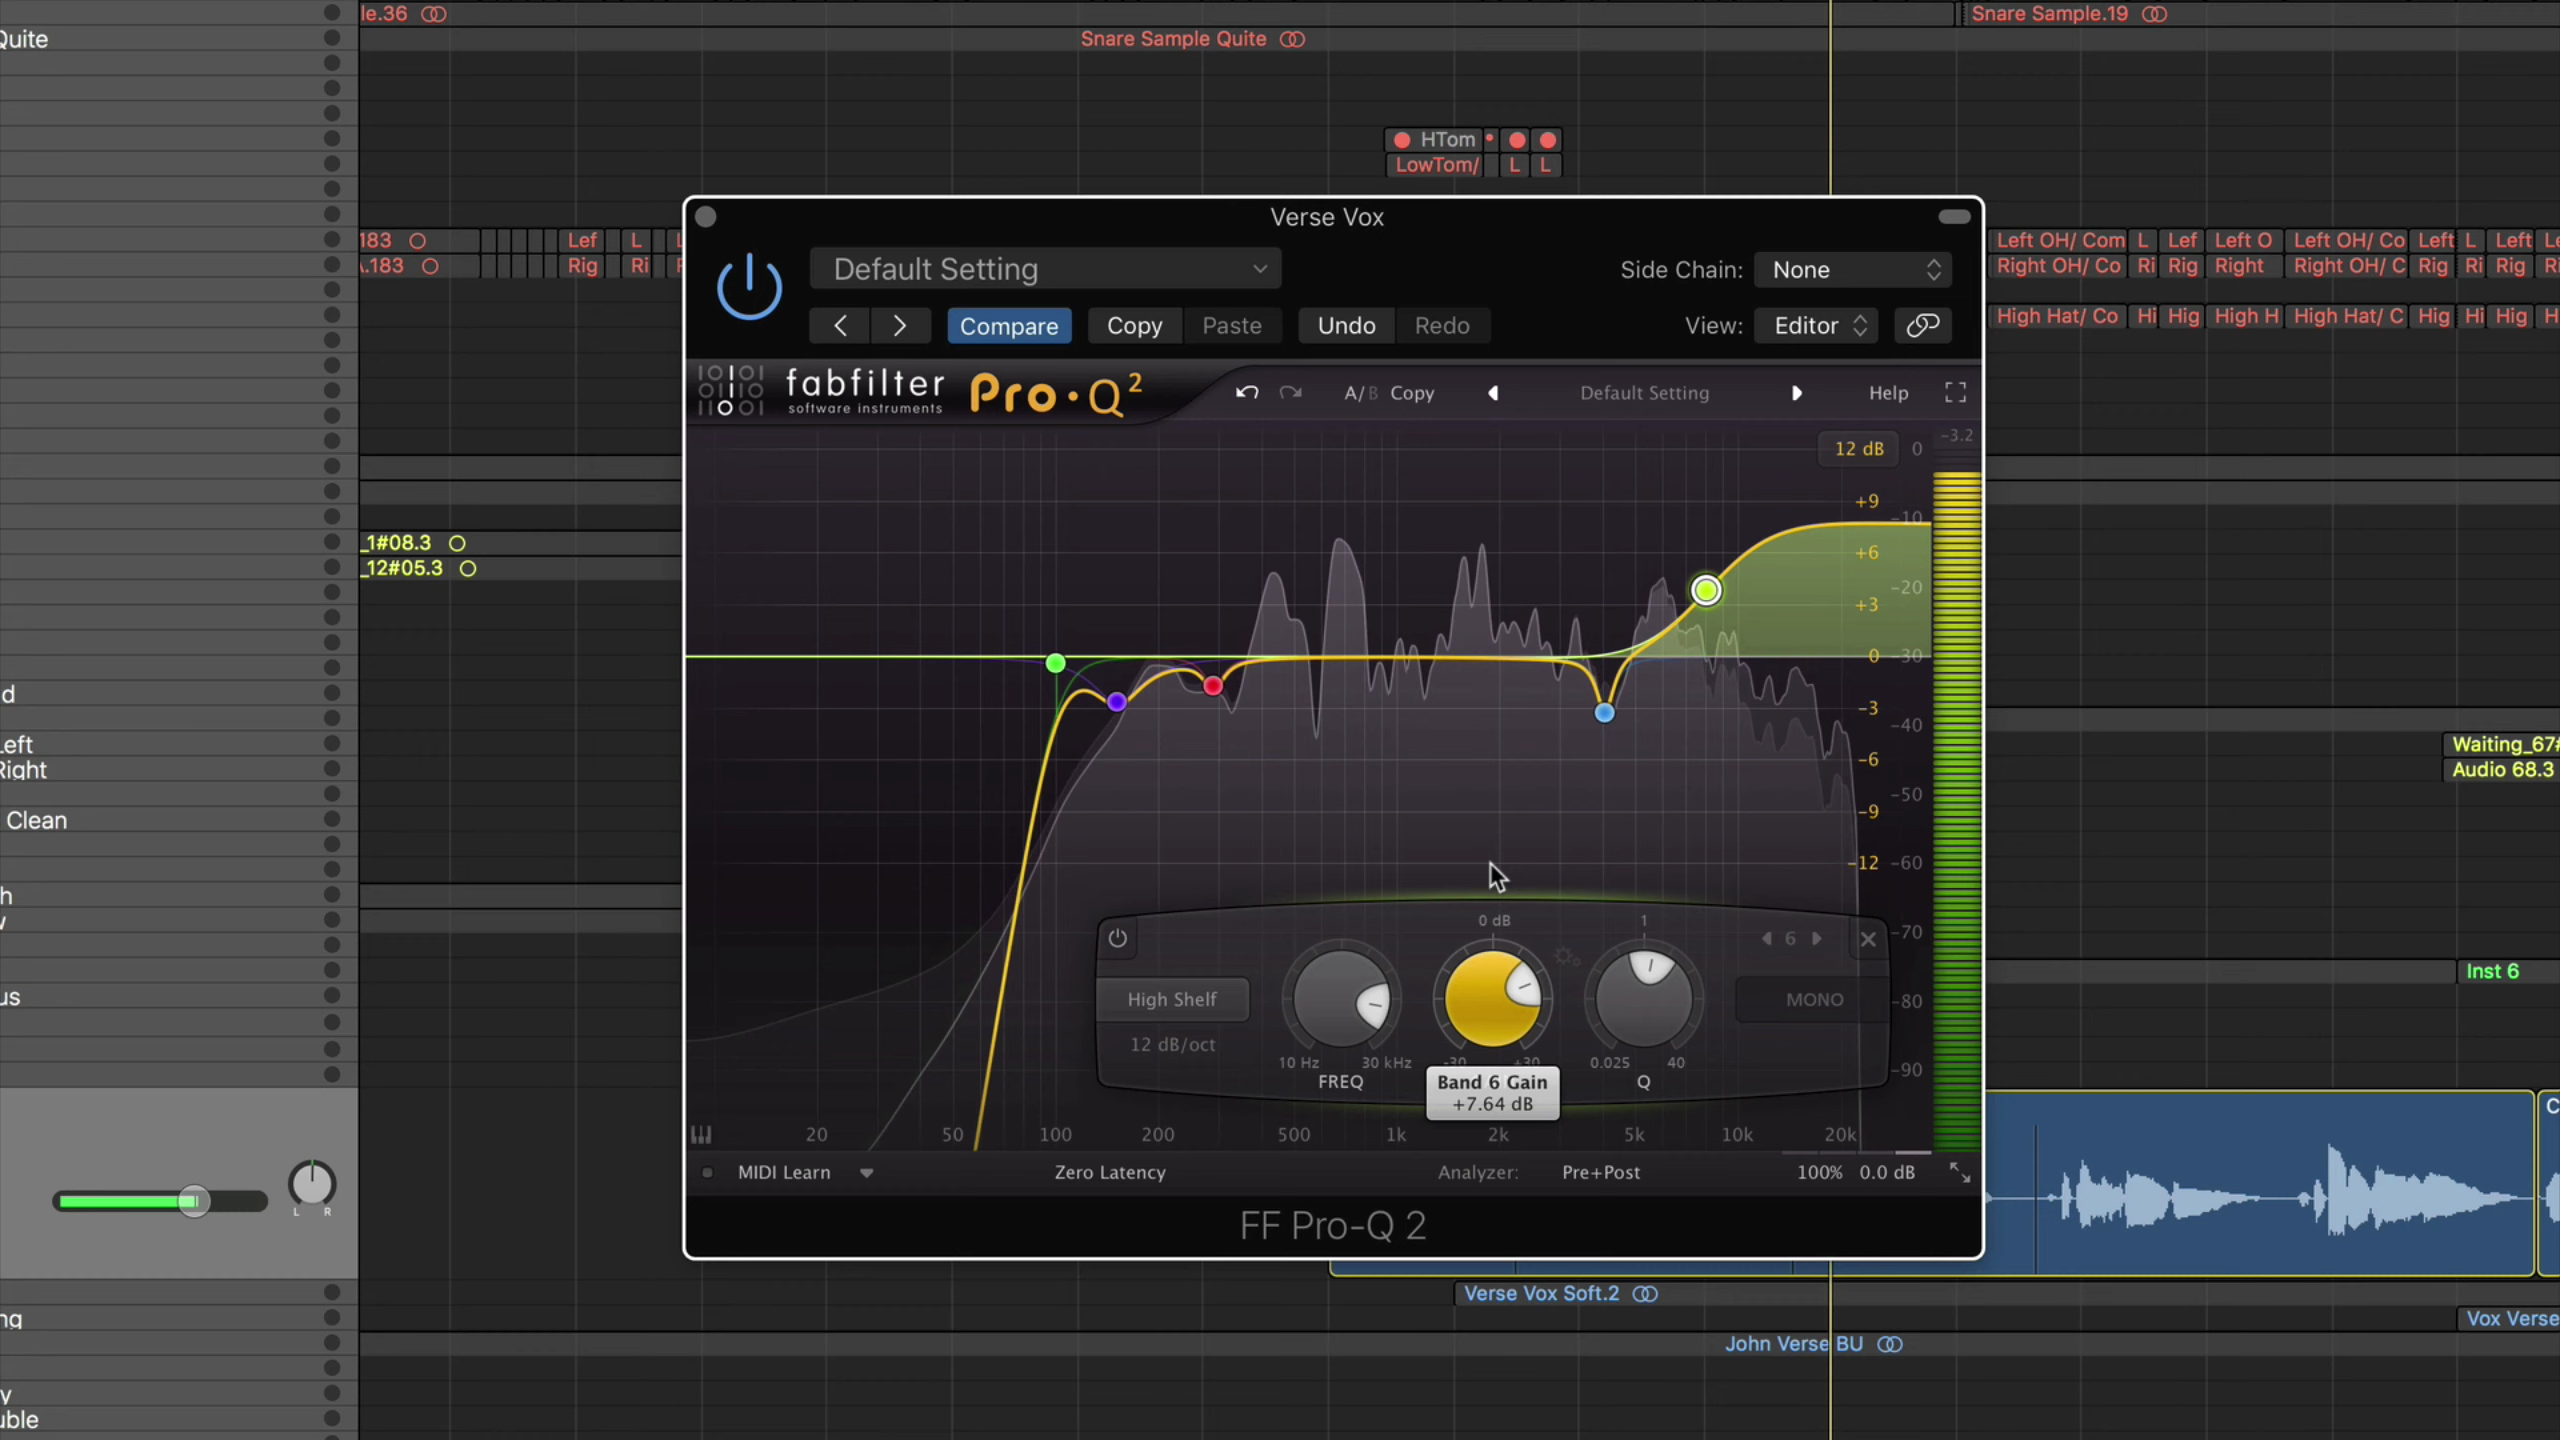 le.36
Snare Sample.19
Quite
Snare Sample Quite
HTom
LowTom/ L L
Verse Vox
183 Lef L
.183 Rig Ri
Left OH/ Com L Lef Left O Left OH/ Co Left L Left
Right OH/ Co Ri Rig Right Right OH/ C Rig Ri Rig
High Hat/ Co Hi Hig High H High Hat/ C Hig Hi Hig H
Default Setting
Side Chain: None
Compare Copy Paste Undo Redo
View: Editor
fabfilter
software instruments
Pro·Q²
A/B Copy
Default Setting
Help
12 dB 0 -3.2
+9
-10
+6
-20
+3
0 -30
-3
-40
-6
-50
-9
-12 -60
-70
-80
-90
_1#08.3
_12#05.3
d
Left
Right
Clean
h
us
Waiting_67#
Audio 68.3
Inst 6
0 dB
1
6
High Shelf
12 dB/oct
MONO
10 Hz 30 kHz
-30 +30
0.025 40
FREQ
Q
Band 6 Gain
+7.64 dB
20 50 100 200 500 1k 2k 5k 10k 20k
MIDI Learn
Zero Latency
Analyzer: Pre+Post
100% 0.0 dB
FF Pro-Q 2
L R
C
Verse Vox Soft.2
ng
Vox Verse
John Verse BU
y
uble